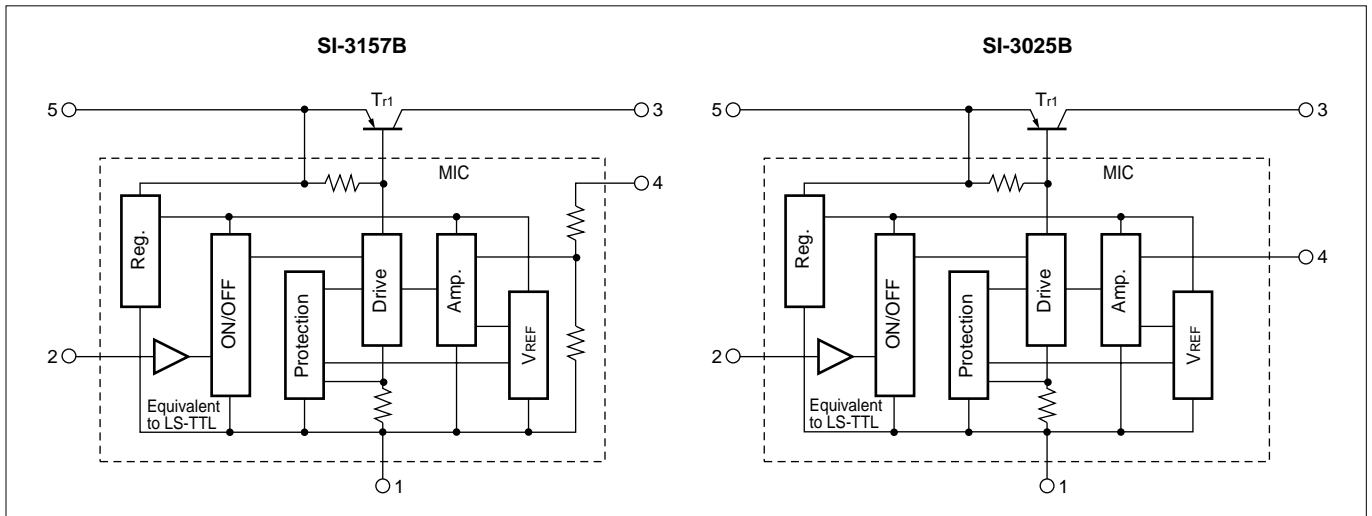 SI-3157B
5
Tr1
3
MIC
4
Reg.
ON/OFF
Protection
Drive
Amp.
VREF
2
Equivalent
to LS-TTL
1
SI-3025B
5
Tr1
3
MIC
Reg.
ON/OFF
Protection
Drive
Amp.
VREF
4
2
Equivalent
to LS-TTL
1